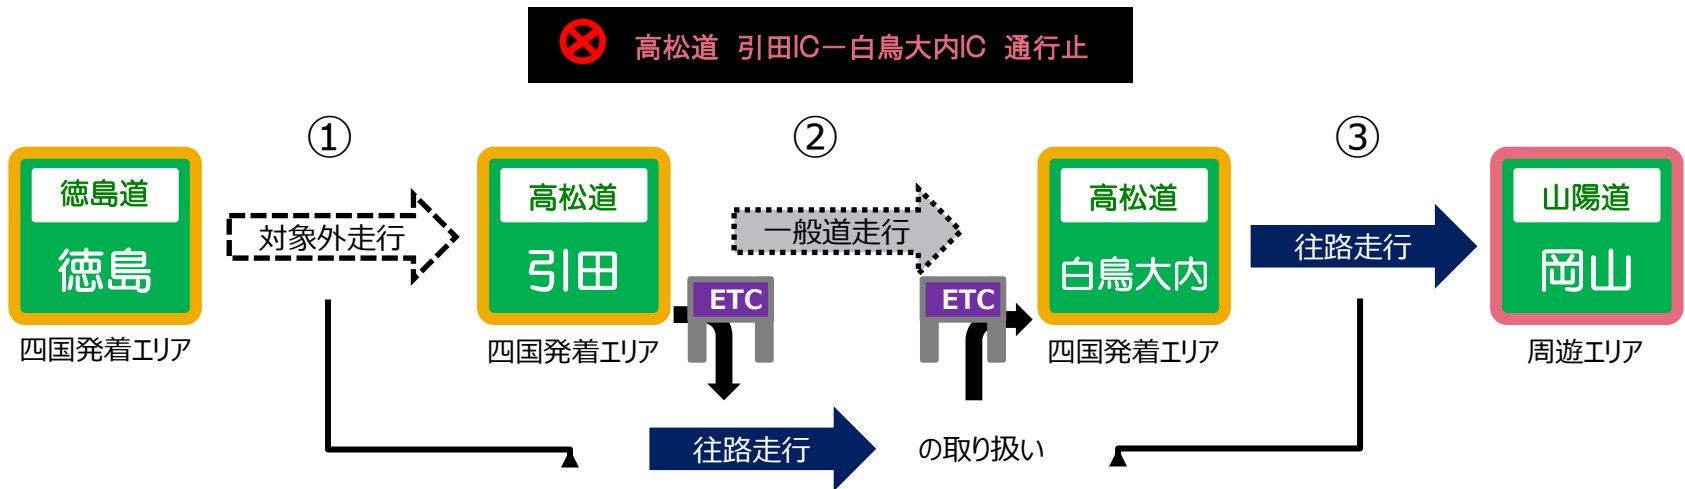 高松道 引田IC－白鳥大内IC 通行止
①
②
③
徳島道
徳島
四国発着エリア
対象外走行
高松道
引田
四国発着エリア
一般道走行
ETC
ETC
高松道
白鳥大内
四国発着エリア
往路走行
山陽道
岡山
周遊エリア
往路走行 の取り扱い